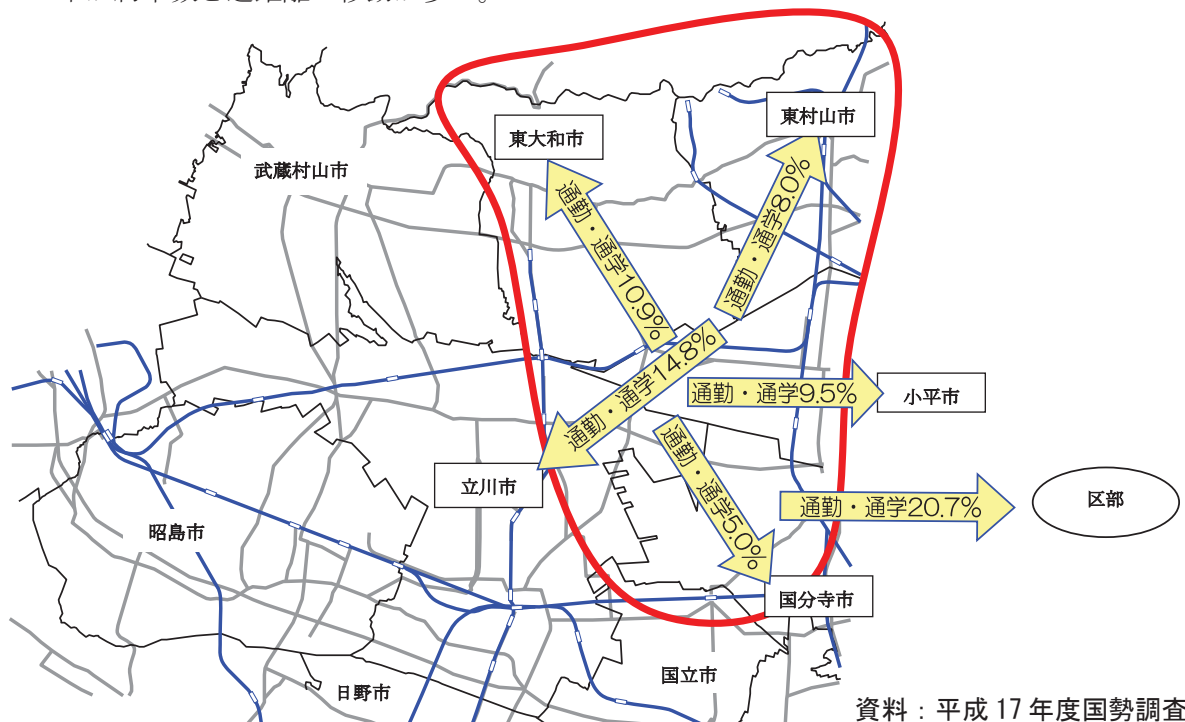 東村山市
東大和市
武蔵村山市
通勤・通学8.0%
通勤・通学10.9%
通勤・通学14.8%
通勤・通学9.5%
小平市
通勤・通学5.0%
立川市
通勤・通学20.7%
区部
昭島市
国分寺市
国立市
日野市
資料：平成17年度国勢調査